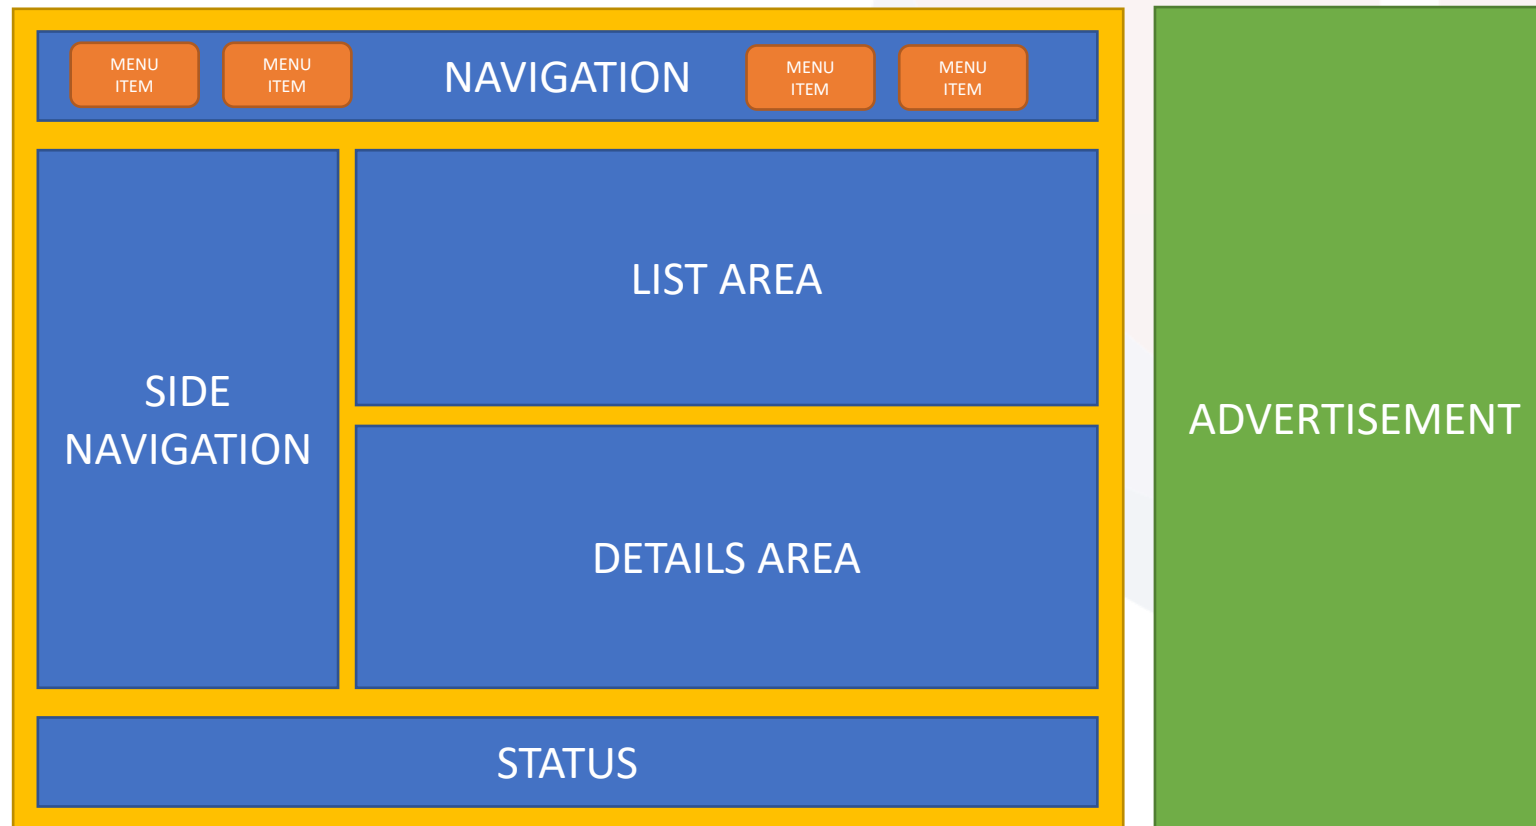 MENU
ITEM
MENU
ITEM
NAVIGATION
MENU
ITEM
MENU
ITEM
SIDE
NAVIGATION
LIST AREA
DETAILS AREA
STATUS
ADVERTISEMENT